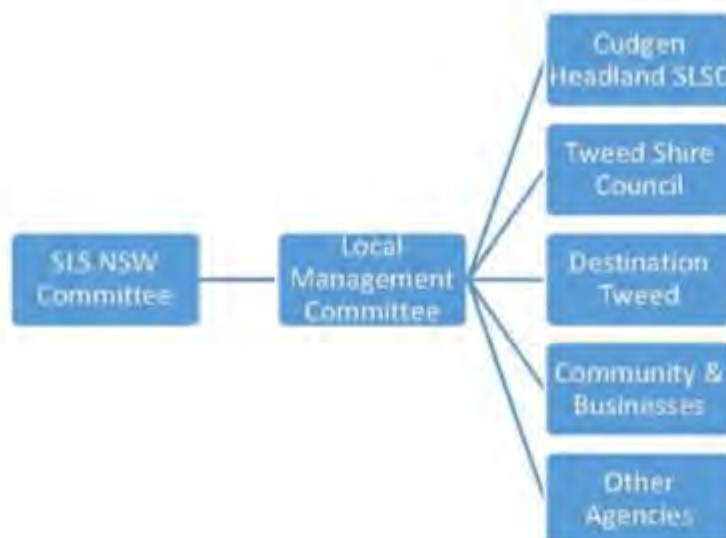 SLS NSW
Committee
Local
Management
Committee
Cudgen
Headland SLSC
Tweed Shire
Council
Destination
Tweed
Community &
Businesses
Other
Agencies